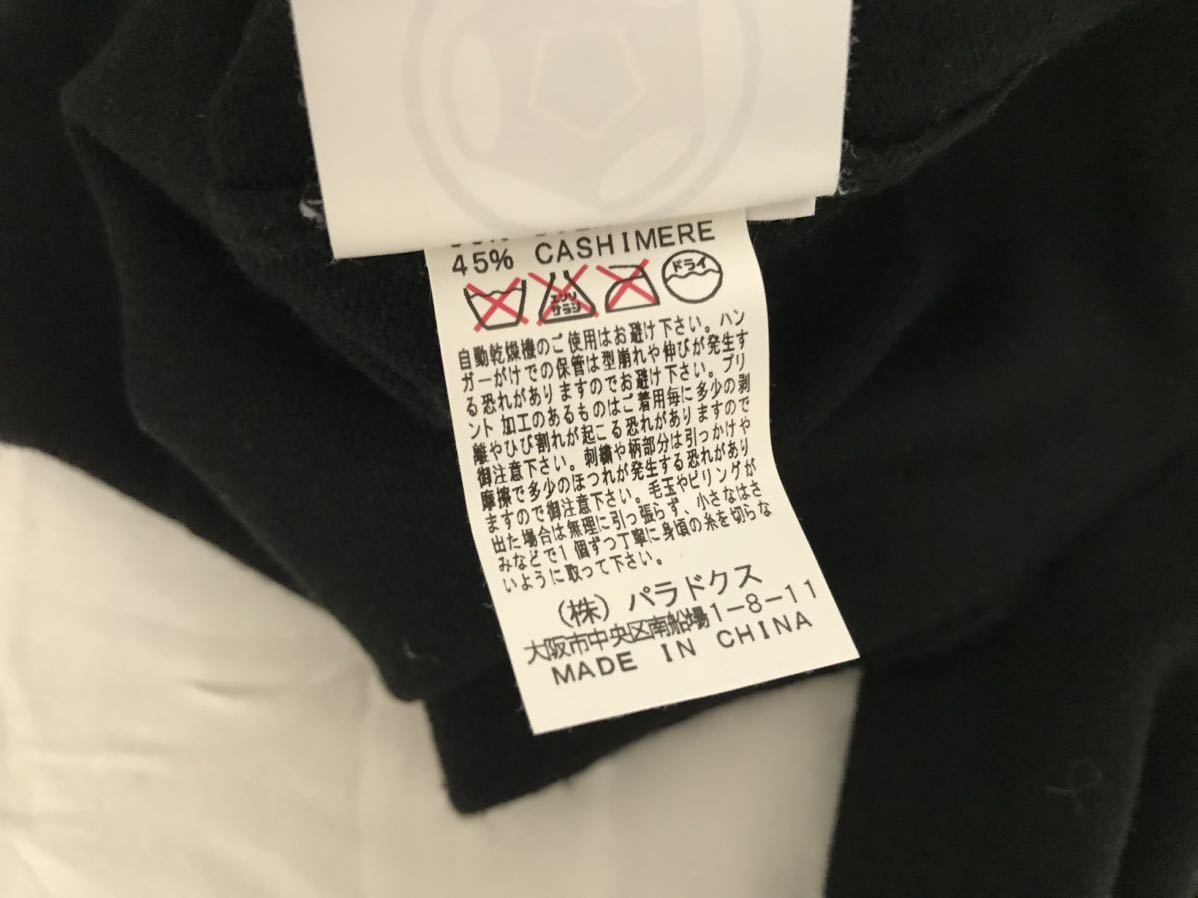 45% CASHIMERE
エンソ
サラシ
ドライ
自動乾燥機のご使用はお避け下さい。ハン
ガーがけでの保管は型崩れや伸びが発生す
る恐れがありますのでお避け下さい。プリ
ント加工のあるものはご着用毎に多少の剥
離やひび割れが起こる恐れがありますので
御注意下さい。刺繍や柄部分は引っかけや
摩擦で多少のほつれが発生する恐れがあり
ますので御注意下さい。毛玉やピリングが
出た場合は無理に引っ張らず、小さなはさ
みなどで1個ずつ丁寧に身頃の糸を切らな
いように取って下さい。
(株)パラドクス
大阪市中央区南船場1-8-11
MADE IN CHINA